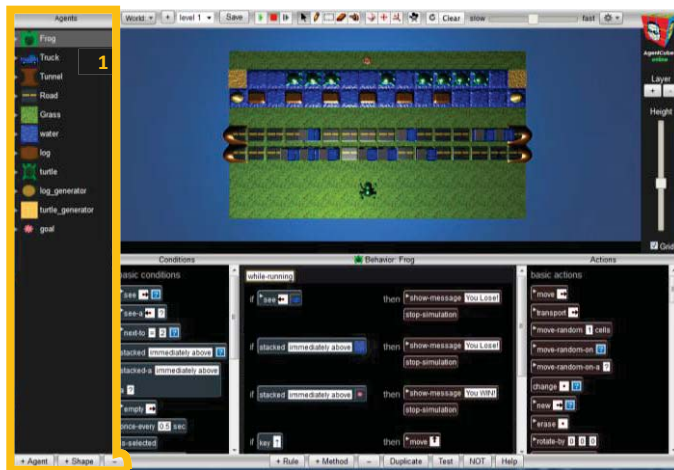 Agents
World
+
level 1
Save
Clear
slow
fast
Frog
Truck
1
Tunnel
Road
Grass
water
log
turtle
log_generator
turtle_generator
goal
AgentCubes
online
Layer
+ -
Height
Grid
Conditions
basic conditions
see
see-a ?
next-to = 2 ?
stacked immediately above ?
stacked-a immediately above
a ?
empty
once-every 0.5 sec
is-selected
Behavior: Frog
while-running
if see then show-message You Lose!
stop-simulation
if stacked immediately above then show-message You Lose!
stop-simulation
if stacked immediately above then show-message You WIN!
stop-simulation
if key then move
Actions
basic actions
move
transport
move-random 1 cells
move-random-on ?
move-random-on-a ?
change ?
new ?
erase
rotate-by 0 0 0
+ Agent + Shape -
+ Rule + Method - Duplicate Test NOT Help